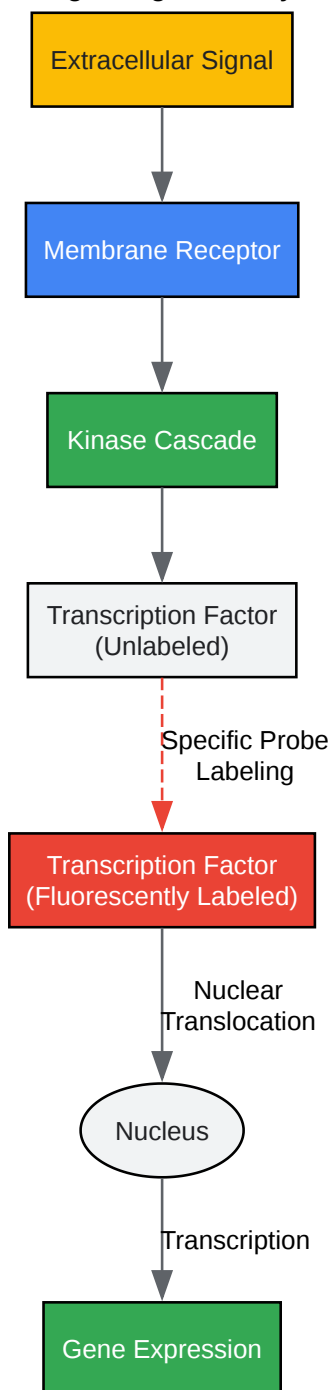 Extracellular Signal
Membrane Receptor
Kinase Cascade
Transcription Factor
(Unlabeled)
Specific Probe
Labeling
Transcription Factor
(Fluorescently Labeled)
Nuclear
Translocation
Nucleus
Transcription
Gene Expression